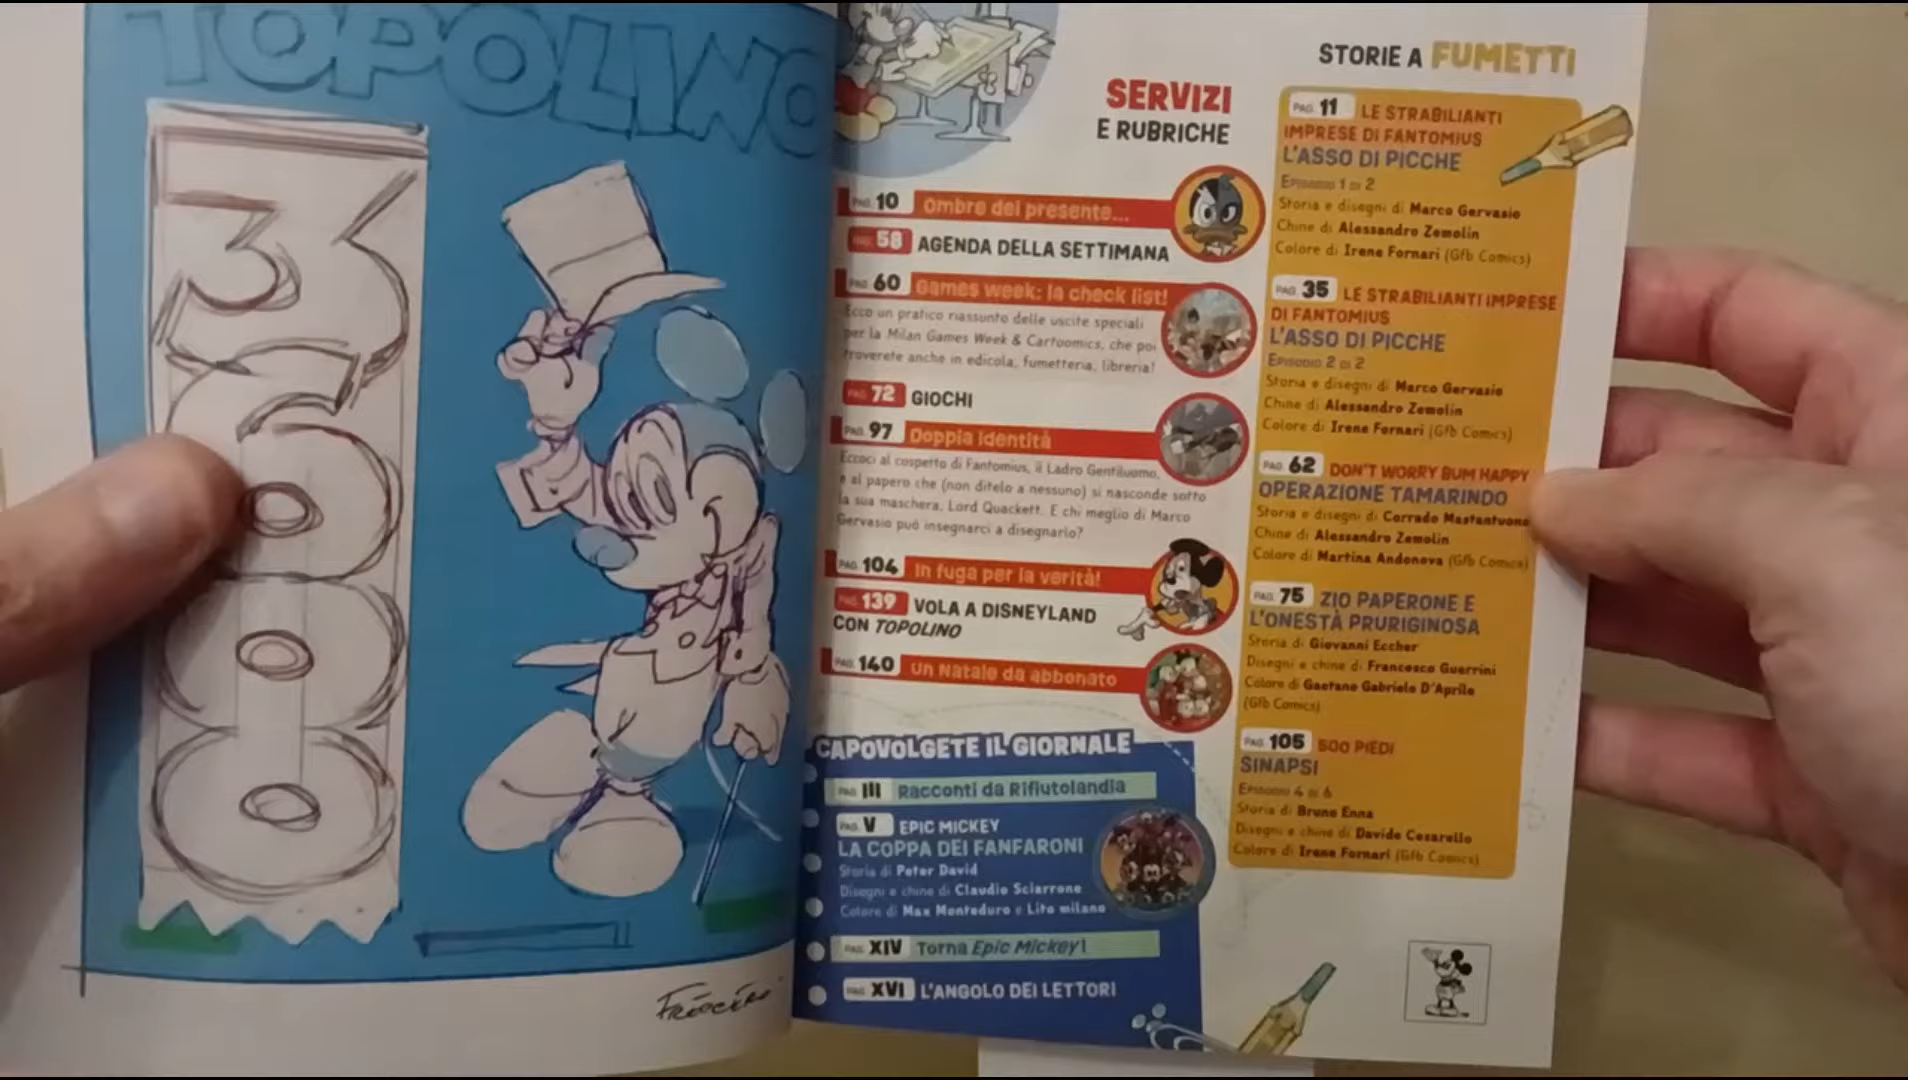 TOPOLINO
3600
Freccero
SERVIZI
E RUBRICHE
PAG. 10 Ombre del presente...
PAG. 58 AGENDA DELLA SETTIMANA
PAG. 60 Games week: la check list!
Ecco un pratico riassunto delle uscite speciali
per la Milan Games Week & Cartoomics, che poi
troverete anche in edicola, fumetteria, libreria!
PAG. 72 GIOCHI
PAG. 97 Doppia identità
Eccoci al cospetto di Fantomius, il Ladro Gentiluomo,
e al papero che (non ditelo a nessuno) si nasconde sotto
la sua maschera, Lord Quackett. E chi meglio di Marco
Gervasio può insegnarci a disegnarlo?
PAG. 104 In fuga per la verità!
PAG. 139 VOLA A DISNEYLAND
CON TOPOLINO
PAG. 140 Un Natale da abbonato
CAPOVOLGETE IL GIORNALE
PAG. III Racconti da Rifiutolandia
PAG. V EPIC MICKEY
LA COPPA DEI FANFARONI
Storia di Peter David
Disegni e chine di Claudio Sciarrone
Colore di Max Monteduro e Lito milano
PAG. XIV Torna Epic Mickey!
PAG. XVI L'ANGOLO DEI LETTORI
STORIE A FUMETTI
PAG. 11 LE STRABILIANTI
IMPRESE DI FANTOMIUS
L'ASSO DI PICCHE
Episodio 1 di 2
Storia e disegni di Marco Gervasio
Chine di Alessandro Zemolin
Colore di Irene Fornari (Gfb Comics)
PAG. 35 LE STRABILIANTI IMPRESE
DI FANTOMIUS
L'ASSO DI PICCHE
Episodio 2 di 2
Storia e disegni di Marco Gervasio
Chine di Alessandro Zemolin
Colore di Irene Fornari (Gfb Comics)
PAG. 62 DON'T WORRY BUM HAPPY
OPERAZIONE TAMARINDO
Storia e disegni di Corrado Mastantuono
Chine di Alessandro Zemolin
Colore di Martina Andonova (Gfb Comics)
PAG. 75 ZIO PAPERONE E
L'ONESTÀ PRURIGINOSA
Storia di Giovanni Eccher
Disegni e chine di Francesco Guerrini
Colore di Gaetano Gabriele D'Aprile
(Gfb Comics)
PAG. 105 500 PIEDI
SINAPSI
Episodio 4 di 6
Storia di Bruno Enna
Disegni e chine di Davide Cesarello
Colore di Irene Fornari (Gfb Comics)